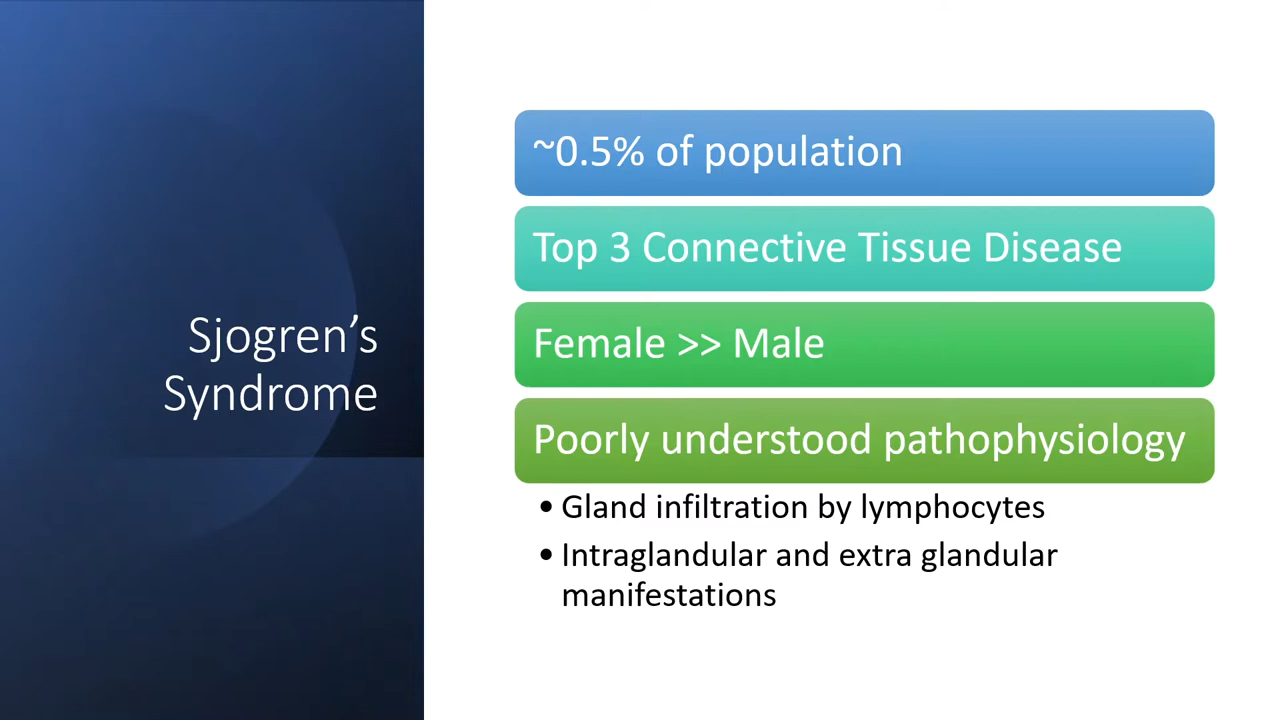 Sjogren’s
Syndrome
~0.5% of population
Top 3 Connective Tissue Disease
Female >> Male
Poorly understood pathophysiology
• Gland infiltration by lymphocytes
• Intraglandular and extra glandular
manifestations